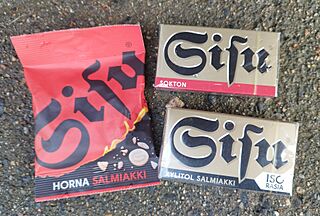 Sisu®
HORNA SALMIAKKI
Sisu
SOKTON
Sisu
XYLITOL SALMIAKKI
ISO
RASIA